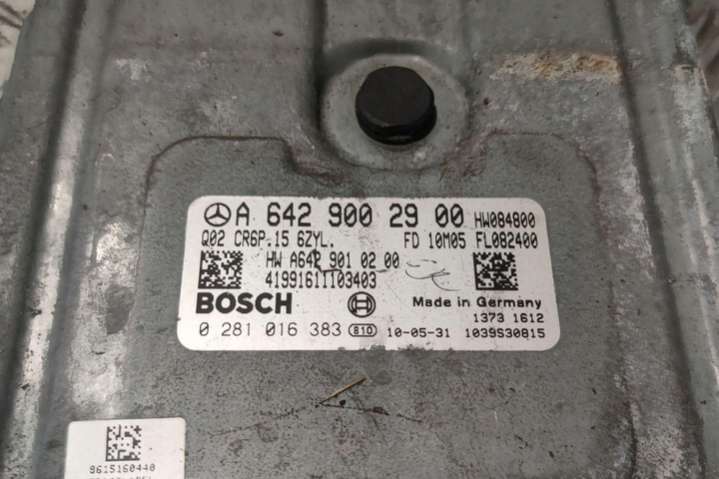 A 642 900 29 00 HW084800
Q02 CR6P.15 6ZYL. FD 10M05 FL082400
HW A642 901 02 00
41991611103403
BOSCH Made in Germany
1373 1612
0 281 016 383 810 10-05-31 1039S30815
9615160440